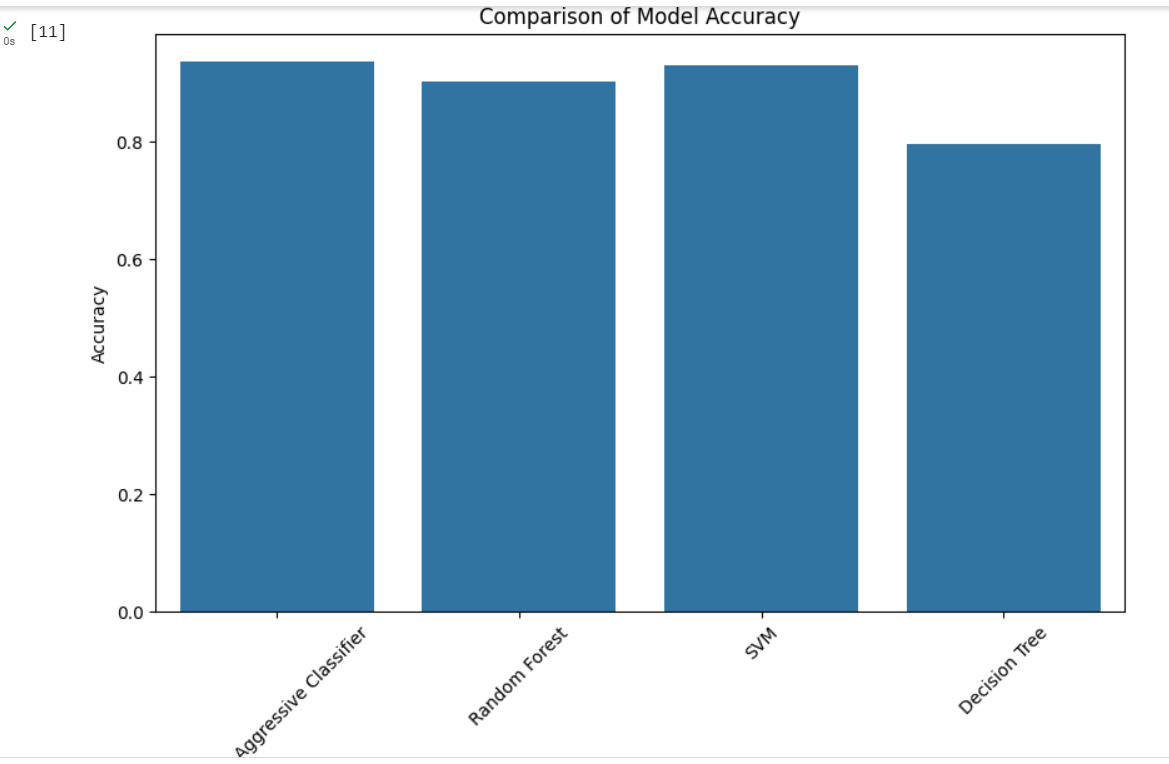 Comparison of Model Accuracy
[11]
0s
0.8
0.6
0.4
0.2
0.0
Accuracy
Aggressive Classifier
Random Forest
SVM
Decision Tree